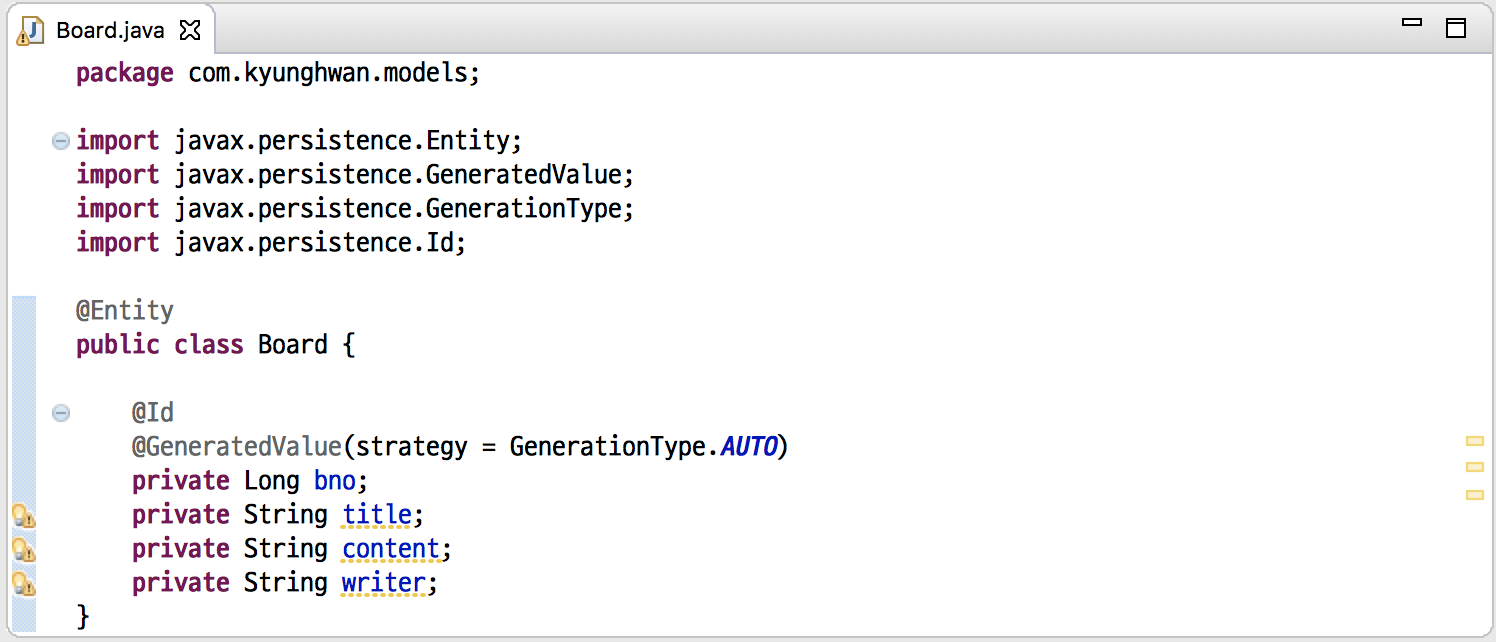 Board.java
package com.kyunghwan.models;
import javax.persistence.Entity;
import javax.persistence.GeneratedValue;
import javax.persistence.GenerationType;
import javax.persistence.Id;
@Entity
public class Board {
@Id
@GeneratedValue(strategy = GenerationType.AUTO)
private Long bno;
private String title;
private String content;
private String writer;
}